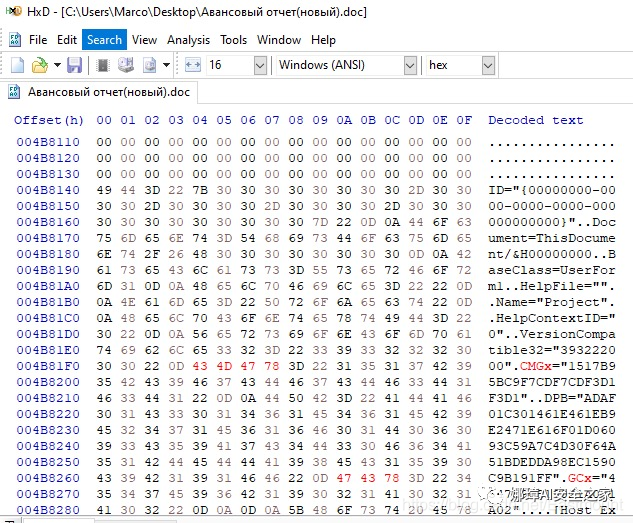 HxD - [C:\Users\Marco\Desktop\Авансовый отчет(новый).doc]
File Edit Search View Analysis Tools Window Help
16 Windows (ANSI) hex
Авансовый отчет(новый).doc
Offset(h) 00 01 02 03 04 05 06 07 08 09 0A 0B 0C 0D 0E 0F Decoded text
004B8110 00 00 00 00 00 00 00 00 00 00 00 00 00 00 00 00 ................
004B8120 00 00 00 00 00 00 00 00 00 00 00 00 00 00 00 00 ................
004B8130 00 00 00 00 00 00 00 00 00 00 00 00 00 00 00 00 ................
004B8140 49 44 3D 22 7B 30 30 30 30 30 30 30 30 2D 30 30 ID="{00000000-00
004B8150 30 30 2D 30 30 30 30 2D 30 30 30 30 2D 30 30 30 00-0000-0000-000
004B8160 30 30 30 30 30 30 30 30 30 7D 22 0D 0A 44 6F 63 000000000}"..Doc
004B8170 75 6D 65 6E 74 3D 54 68 69 73 44 6F 63 75 6D 65 ument=ThisDocume
004B8180 6E 74 2F 26 48 30 30 30 30 30 30 30 30 0D 0A 42 nt/&H00000000..B
004B8190 61 73 65 43 6C 61 73 73 3D 55 73 65 72 46 6F 72 aseClass=UserFor
004B81A0 6D 31 0D 0A 48 65 6C 70 46 69 6C 65 3D 22 22 0D m1..HelpFile="".
004B81B0 0A 4E 61 6D 65 3D 22 50 72 6F 6A 65 63 74 22 0D .Name="Project".
004B81C0 0A 48 65 6C 70 43 6F 6E 74 65 78 74 49 44 3D 22 .HelpContextID="
004B81D0 30 22 0D 0A 56 65 72 73 69 6F 6E 43 6F 6D 70 61 0"..VersionCompa
004B81E0 74 69 62 6C 65 33 32 3D 22 33 39 33 32 32 32 30 tible32="3932220
004B81F0 30 30 22 0D 43 4D 47 78 3D 22 31 35 31 37 42 39 00".CMGx="1517B9
004B8200 35 42 43 39 46 37 43 44 46 37 43 44 46 33 44 31 5BC9F7CDF7CDF3D1
004B8210 46 33 44 31 22 0D 0A 44 50 42 3D 22 41 44 41 46 F3D1"..DPB="ADAF
004B8220 30 31 43 33 30 31 34 36 31 45 34 36 31 45 42 39 01C301461E461EB9
004B8230 45 32 34 37 31 45 36 31 36 46 30 31 44 30 36 30 E2471E616F01D060
004B8240 39 33 43 35 39 41 37 43 34 44 33 30 46 36 34 41 93C59A7C4D30F64A
004B8250 35 31 42 44 45 44 44 41 39 38 45 43 31 35 39 30 51BDEDDA98EC1590
004B8260 43 39 42 31 39 31 46 46 22 0D 47 43 78 3D 22 34 C9B191FF".GCx="4
004B8270 35 34 37 45 39 36 42 31 39 30 32 31 41 30 32 31
004B8280 41 30 32 22 0D 0A 0D 0A 5B 48 6F 73 74 20 45 78 A02"....[Host Ex
娜璋AI安全之家